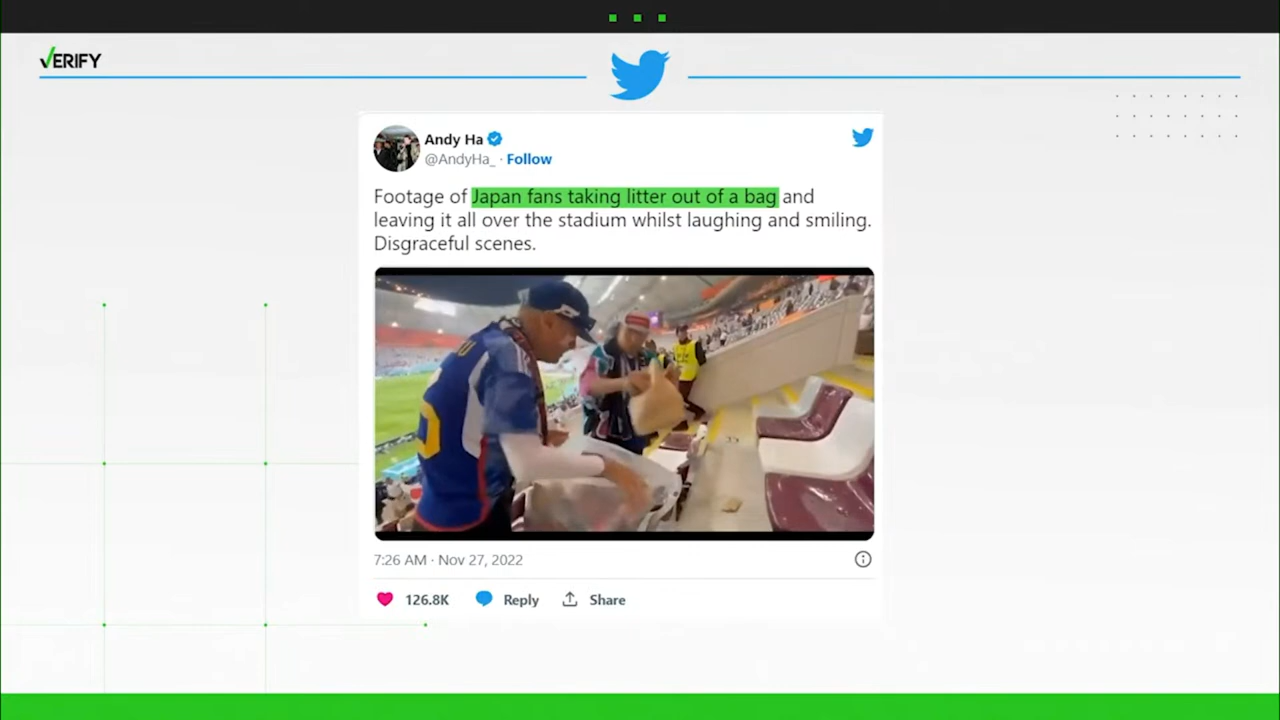 VERIFY
Andy Ha
@AndyHa_ · Follow
Footage of Japan fans taking litter out of a bag and
leaving it all over the stadium whilst laughing and smiling.
Disgraceful scenes.
7:26 AM · Nov 27, 2022
126.8K Reply Share